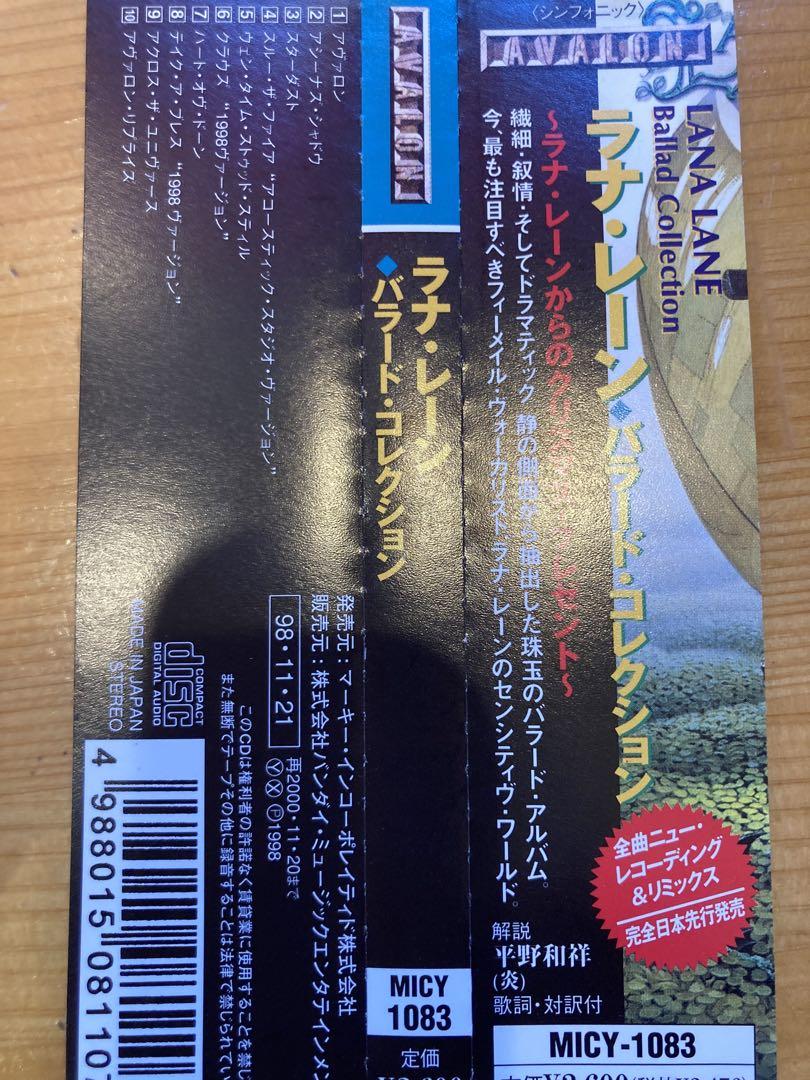 〈シンフォニック〉
AVALON
LANA LANE
Ballad Collection
ラナ・レーン◆バラード・コレクション
～ラナ・レーンからのクリスマス・プレゼント～
繊細・叙情・そしてドラマティック 静の側面から抽出した珠玉のバラード・アルバム。
今、最も注目すべきフィーメイル・ヴォーカリスト ラナ・レーンのセンシティヴ・ワールド。
全曲ニュー・
レコーディング
&リミックス
完全日本先行発売
解説
平野和祥
(炎)
歌詞・対訳付
MICY-1083
AVALON
ラナ・レーン
◆バラード・コレクション
MICY
1083
定価
1 アヴァロン
2 アシーナス・シャドウ
3 スターダスト
4 スルー・ザ・ファイア “アコースティック・スタジオ・ヴァージョン”
5 ウェン・タイム・ストゥッド・スティル
6 クラウズ “1998ヴァージョン”
7 ハート・オヴ・ドーン
8 テイク・ア・ブレス “1998 ヴァージョン”
9 アクロス・ザ・ユニヴァース
10 アヴァロン・リプライス
発売元：マーキー・インコーポレイティド株式会社
販売元：株式会社バンダイ・ミュージックエンタテインメン
98・11・21
再2000・11・20まで
Ⓨ Ⓧ Ⓟ1998
このCDは権利者の許諾なく賃貸業に使用することを禁じ
また無断でテープその他に録音することは法律で禁じられてい
COMPACT
disc
DIGITAL AUDIO
MADE IN JAPAN
STEREO
4 988015 08110